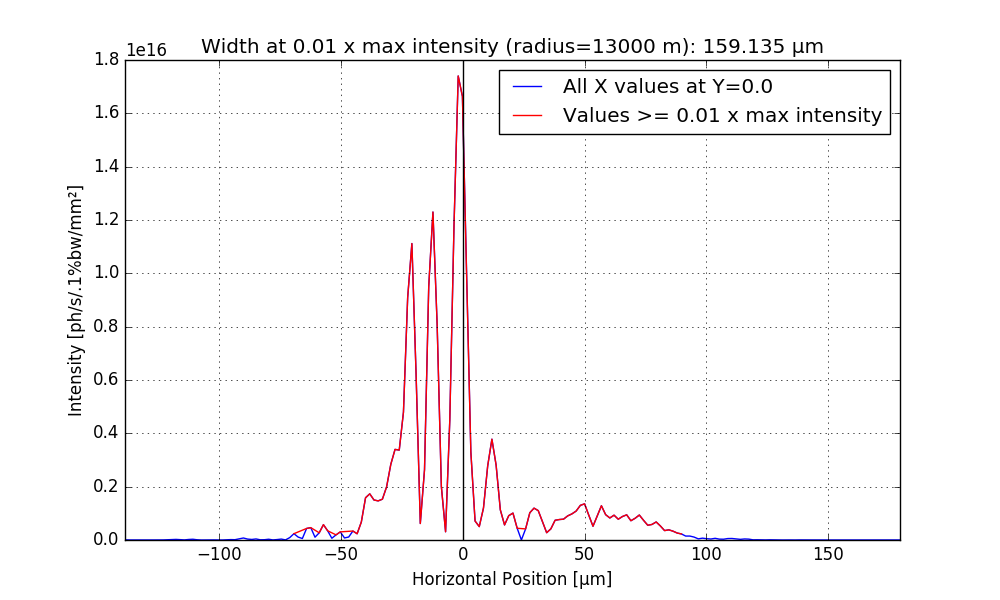 Width at 0.01 x max intensity (radius=13000 m): 159.135 µm
1e16
All X values at Y=0.0
Values >= 0.01 x max intensity
1.8
1.6
1.4
1.2
1.0
0.8
0.6
0.4
0.2
0.0
Intensity [ph/s/.1%bw/mm²]
−100 −50 0 50 100 150
Horizontal Position [µm]